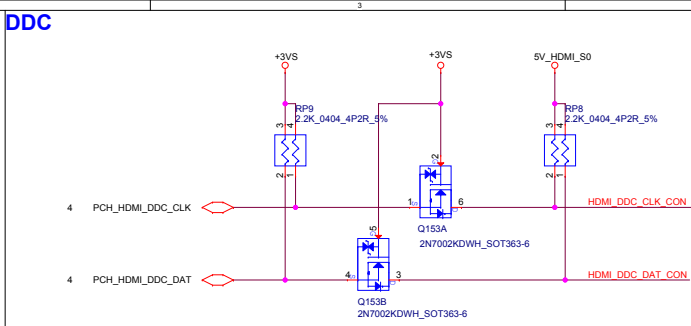 3
DDC
+3VS
+3VS
5V_HDMI_S0
RP9
2.2K_0404_4P2R_5%
RP8
2.2K_0404_4P2R_5%
3
4
2
1
2
3
4
2
1
4
PCH_HDMI_DDC_CLK
1
6
HDMI_DDC_CLK_CON
Q153A
2N7002KDWH_SOT363-6
5
4
PCH_HDMI_DDC_DAT
4
3
HDMI_DDC_DAT_CON
Q153B
2N7002KDWH_SOT363-6